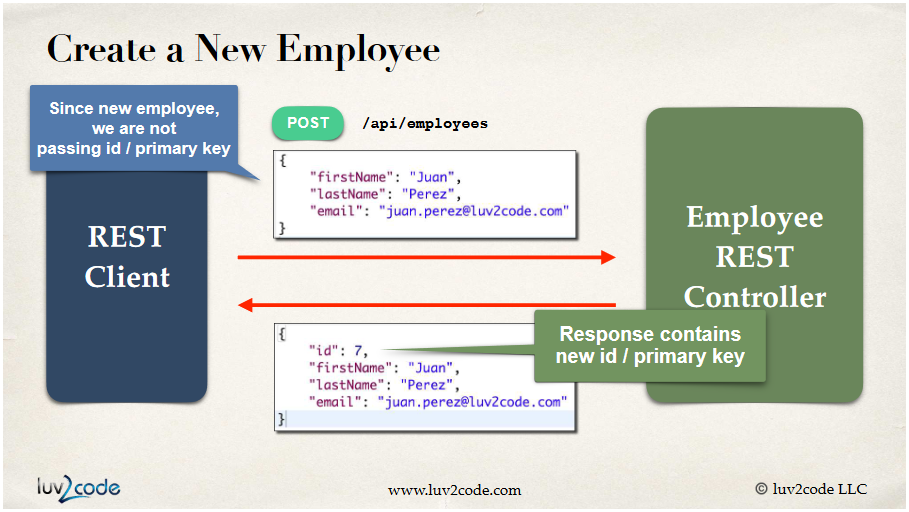 Create a New Employee
Since new employee,
we are not
passing id / primary key
POST
/api/employees
{
"firstName": "Juan",
"lastName": "Perez",
"email": "juan.perez@luv2code.com"
}
REST
Client
Employee
REST
Controller
{
"id": 7,
"firstName": "Juan",
"lastName": "Perez",
"email": "juan.perez@luv2code.com"
}
Response contains
new id / primary key
luv2code
www.luv2code.com
© luv2code LLC